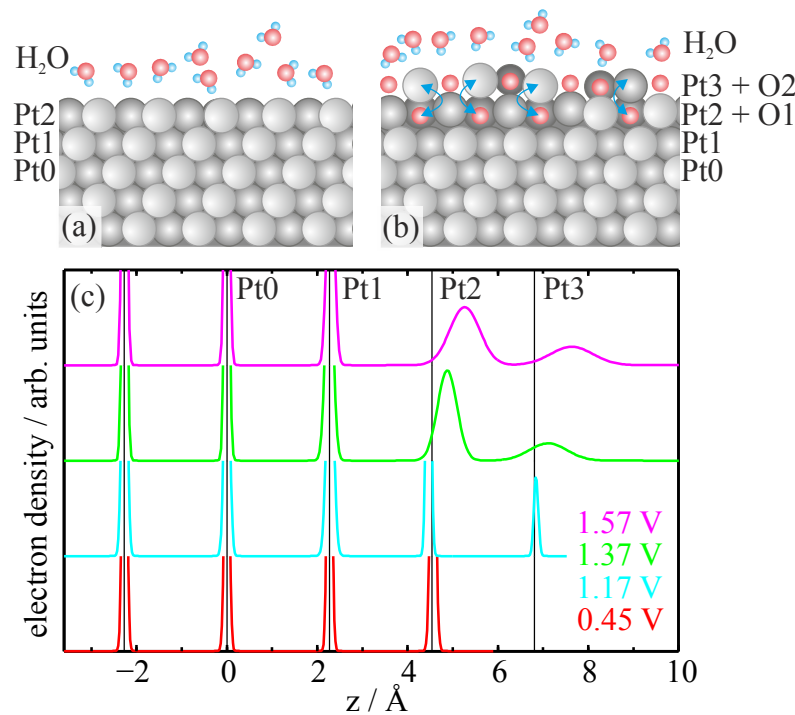 H₂O
Pt2
Pt1
Pt0
(a)
H₂O
Pt3 + O2
Pt2 + O1
Pt1
Pt0
(b)
(c)
Pt0
Pt1
Pt2
Pt3
electron density / arb. units
1.57 V
1.37 V
1.17 V
0.45 V
−2 0 2 4 6 8 10
z / Å